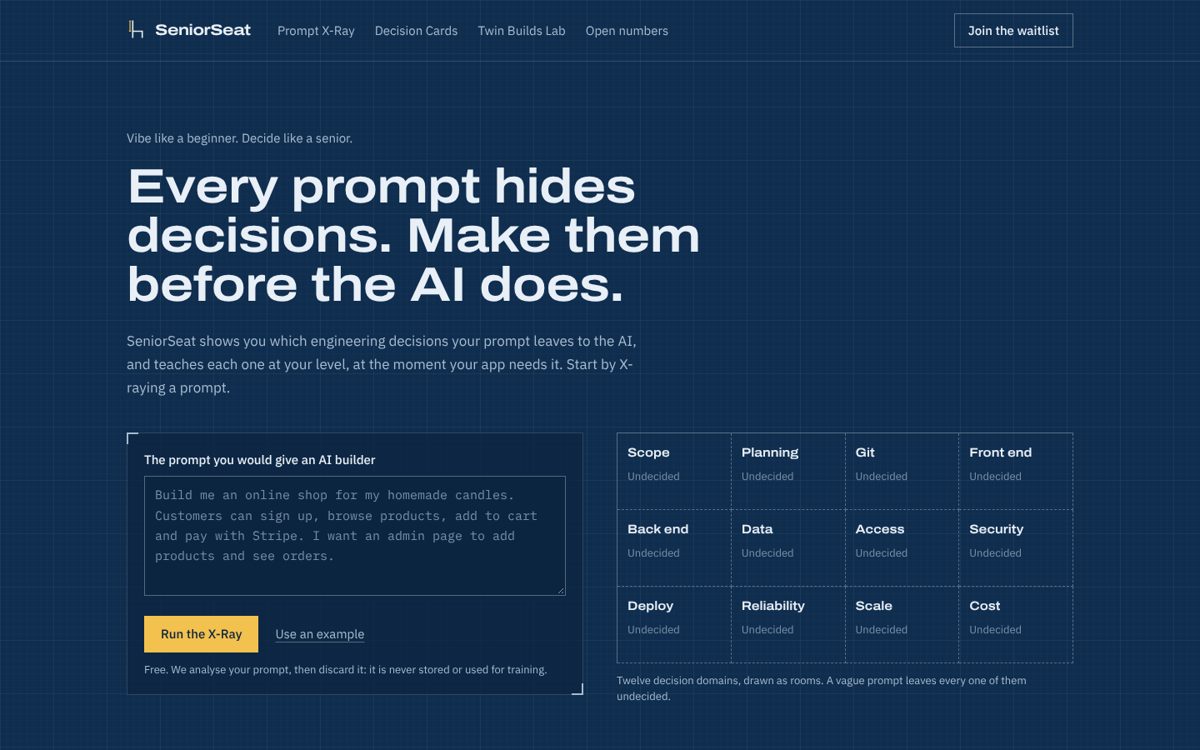 SeniorSeat
Prompt X-Ray
Decision Cards
Twin Builds Lab
Open numbers
Join the waitlist
Vibe like a beginner. Decide like a senior.
Every prompt hides
decisions. Make them
before the AI does.
SeniorSeat shows you which engineering decisions your prompt leaves to the AI,
and teaches each one at your level, at the moment your app needs it. Start by X-
raying a prompt.
The prompt you would give an AI builder
Build me an online shop for my homemade candles.
Customers can sign up, browse products, add to cart
and pay with Stripe. I want an admin page to add
products and see orders.
Run the X-Ray
Use an example
Free. We analyse your prompt, then discard it: it is never stored or used for training.
Scope
Undecided
Planning
Undecided
Git
Undecided
Front end
Undecided
Back end
Undecided
Data
Undecided
Access
Undecided
Security
Undecided
Deploy
Undecided
Reliability
Undecided
Scale
Undecided
Cost
Undecided
Twelve decision domains, drawn as rooms. A vague prompt leaves every one of them
undecided.